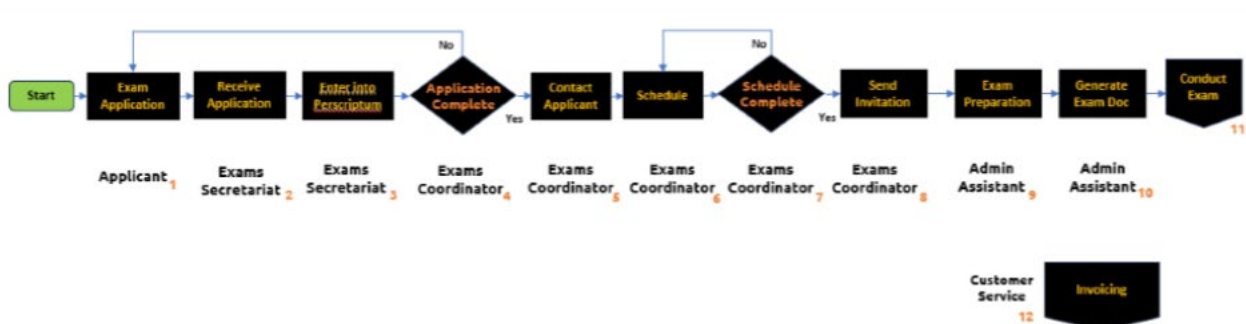 No
No
Start
Exam
Application
Receive
Application
Enter into
Perscriptum
Application
Complete
Contact
Applicant
Schedule
Schedule
Complete
Send
Invitation
Exam
Preparation
Generate
Exam Doc
Conduct
Exam
Yes
Yes
11
Applicant 1
Exams
Secretariat 2
Exams
Secretariat 3
Exams
Coordinator 4
Exams
Coordinator 5
Exams
Coordinator 6
Exams
Coordinator 7
Exams
Coordinator 8
Admin
Assistant 9
Admin
Assistant 10
Customer
Service
12
Invoicing